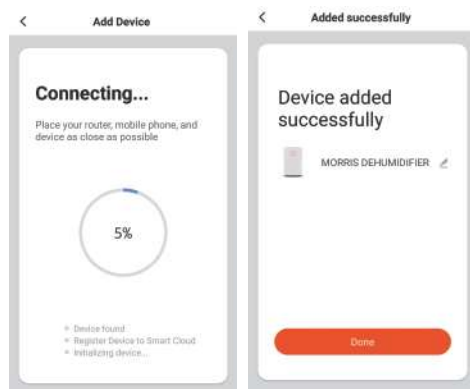 Add Device
Connecting...
Place your router, mobile phone, and
device as close as possible
5%
Device found
Register Device to Smart Cloud
Initializing device...
Added successfully
Device added
successfully
MORRIS DEHUMIDIFIER
Done